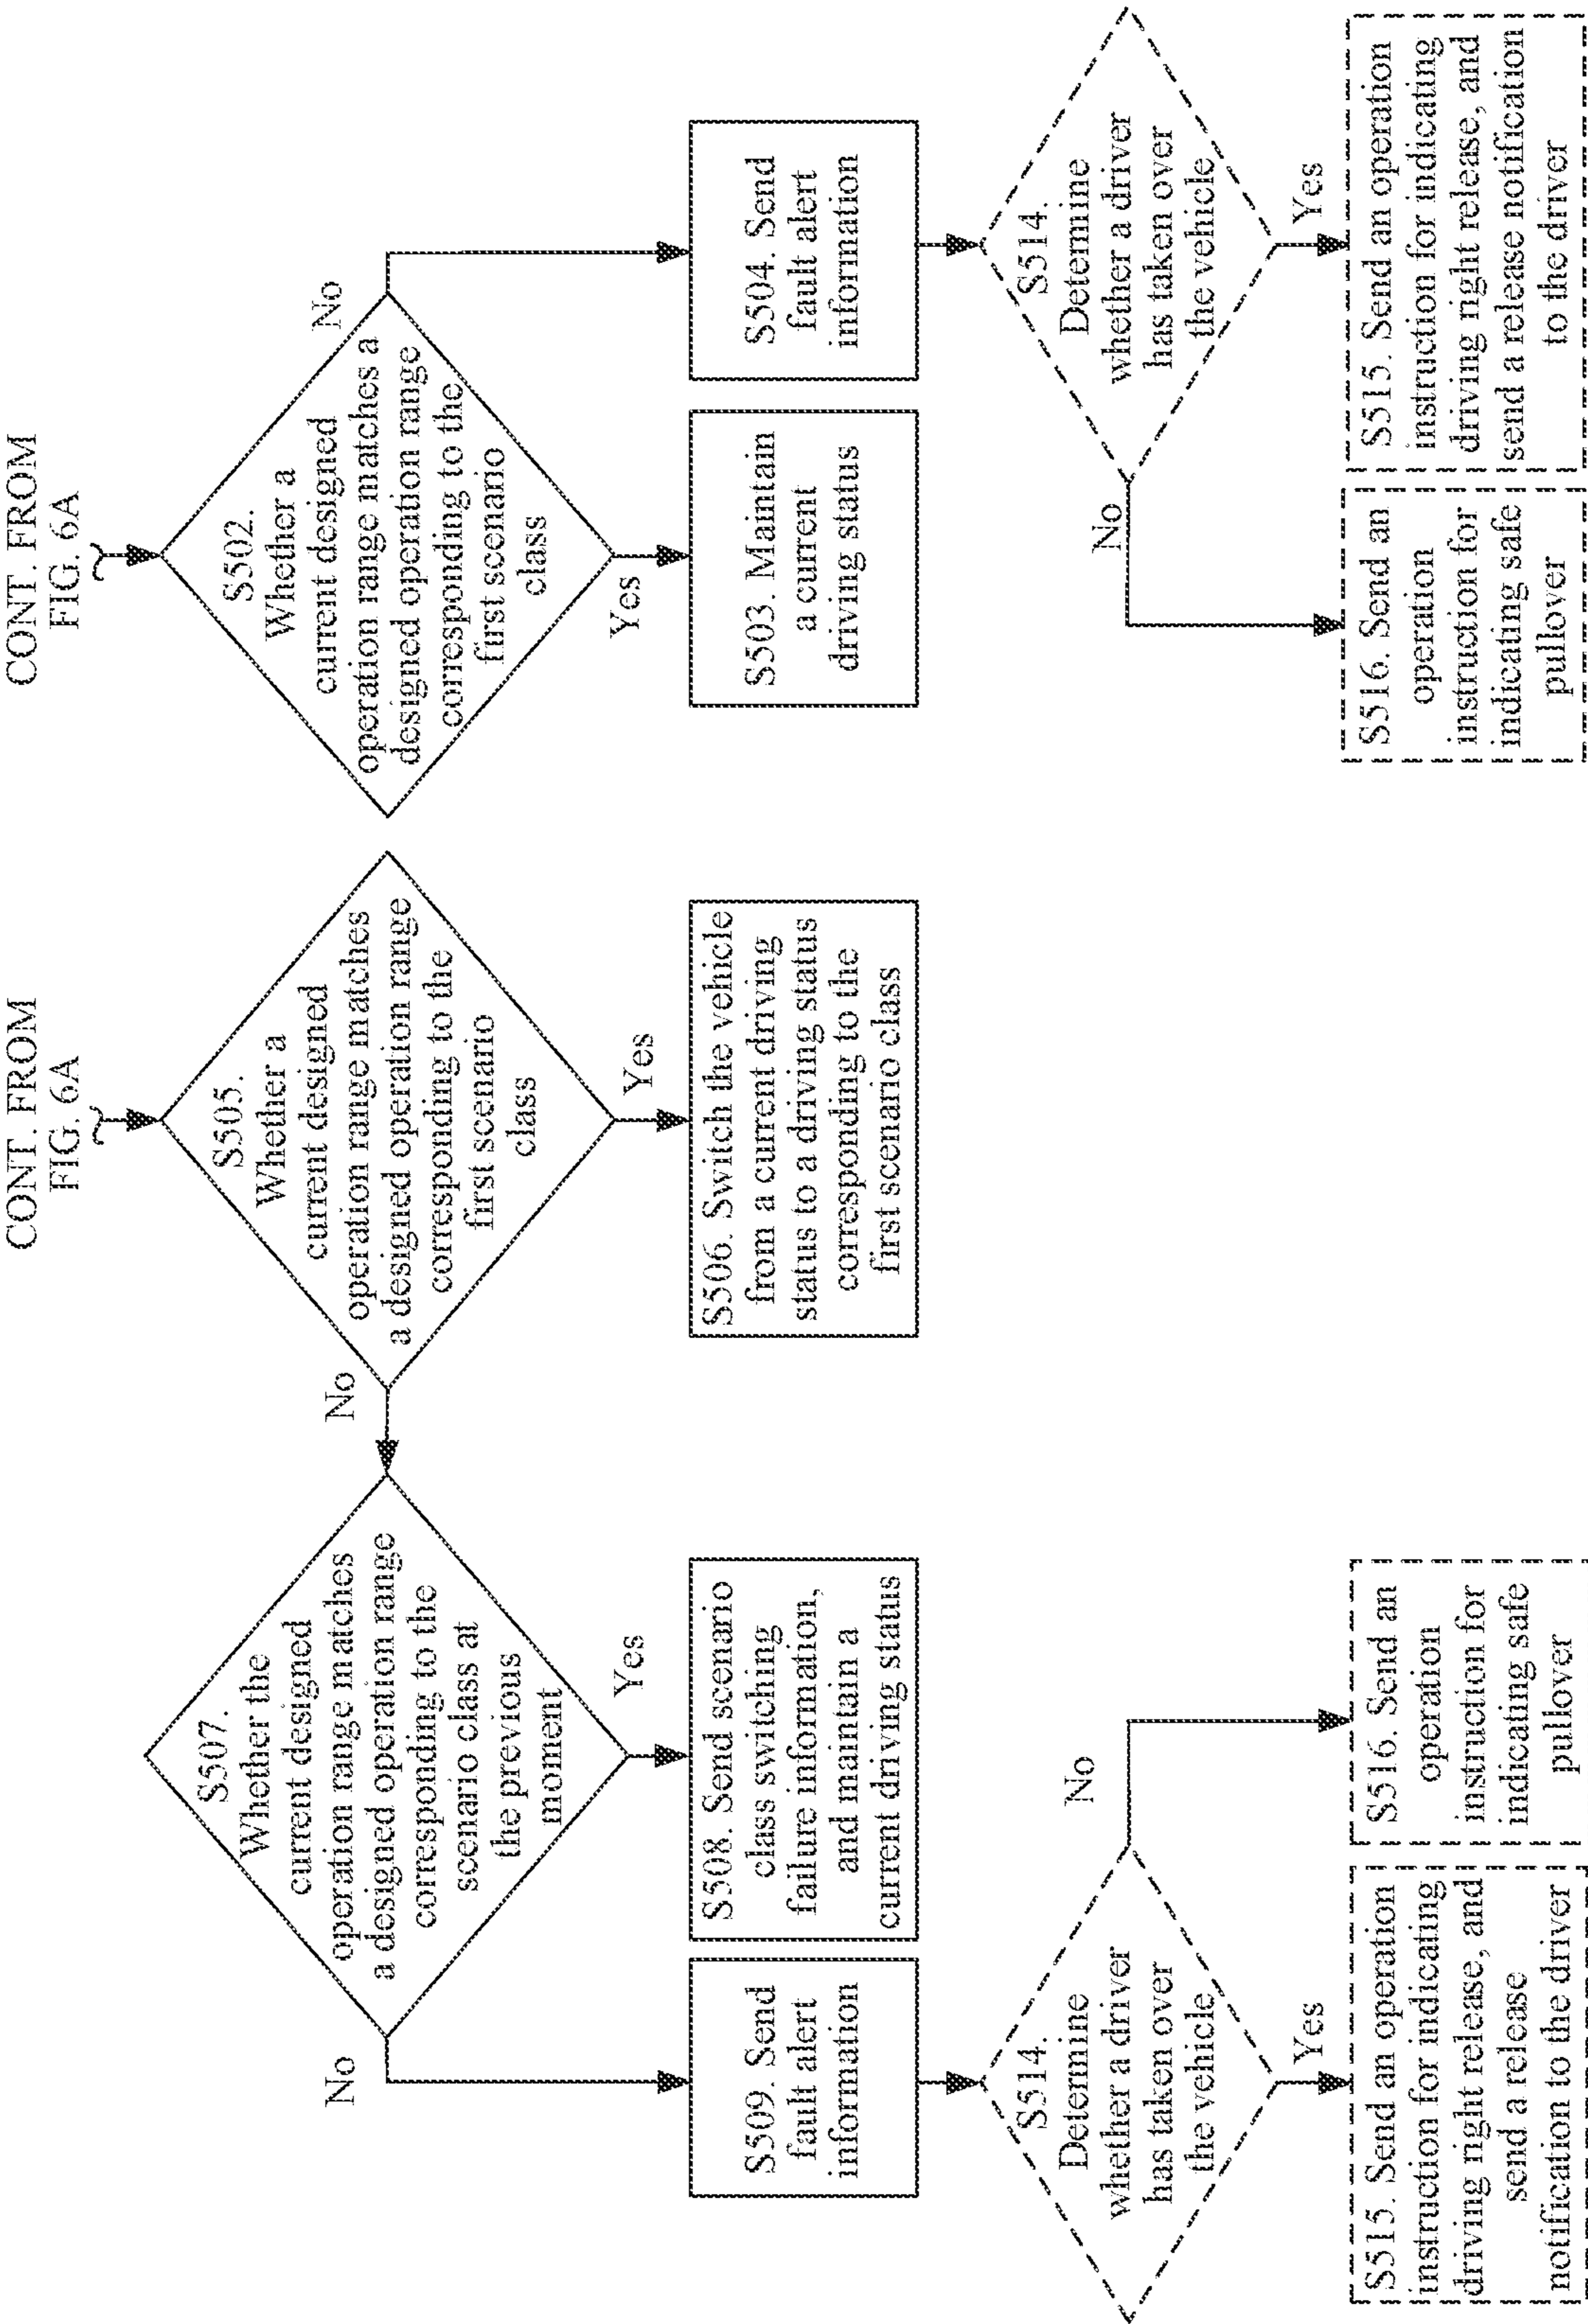 CONT. FROM
FIG. 6A
CONT. FROM
FIG. 6A
S507.
Whether the
current designed
operation range matches
a designed operation range
corresponding to the
scenario class at
the previous
moment
No
Yes
S505.
Whether a
current designed
operation range matches
a designed operation range
corresponding to the
first scenario
class
No
Yes
S502.
Whether a
current designed
operation range matches a
designed operation range
corresponding to the
first scenario
class
No
Yes
S509. Send
fault alert
information
S508. Send scenario
class switching
failure information,
and maintain a
current driving status
S506. Switch the vehicle
from a current driving
status to a driving status
corresponding to the
first scenario class
S503. Maintain
a current
driving status
S504. Send
fault alert
information
S514.
Determine
whether a driver
has taken over
the vehicle
No
Yes
S514.
Determine
whether a driver
has taken over
the vehicle
No
Yes
S515. Send an operation
instruction for indicating
driving right release, and
send a release
notification to the driver
S516. Send an
operation
instruction for
indicating safe
pullover
S516. Send an
operation
instruction for
indicating safe
pullover
S515. Send an operation
instruction for indicating
driving right release, and
send a release notification
to the driver